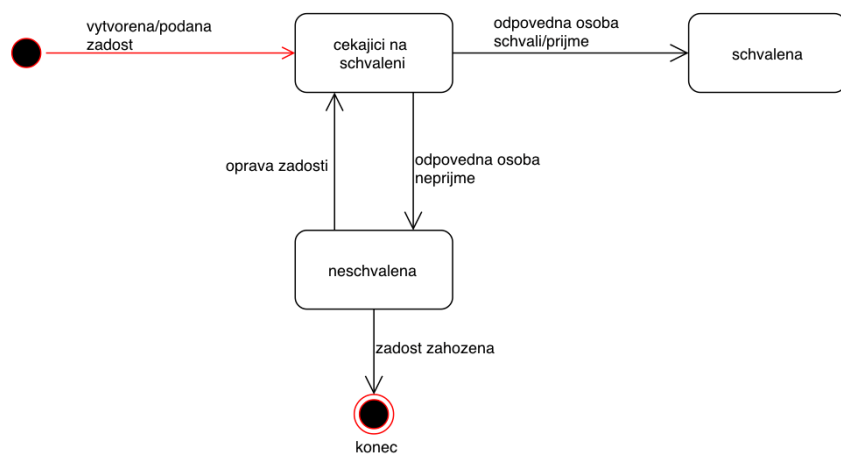 vytvorena/podana
zadost
cekajici na
schvaleni
odpovedna osoba
schvali/prijme
schvalena
oprava zadosti
odpovedna osoba
neprijme
neschvalena
zadost zahozena
konec